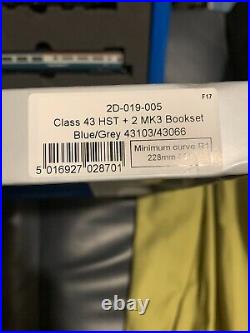 F17
2D-019-005
Class 43 HST + 2 MK3 Bookset
Blue/Grey 43103/43066
5 016927 028701
Minimum curve R1
228mm